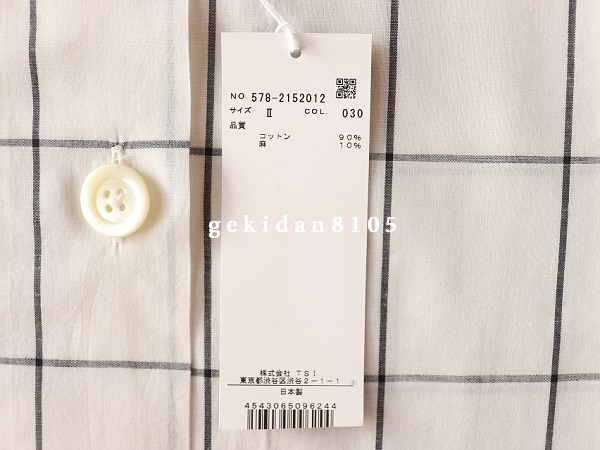 NO. 578-2152012
サイズ Ⅱ COL. 030
品質
コットン 90%
麻 10%
gekidan8105
株式会社 TSI
東京都渋谷区渋谷2-1-1
日本製
4543065096244